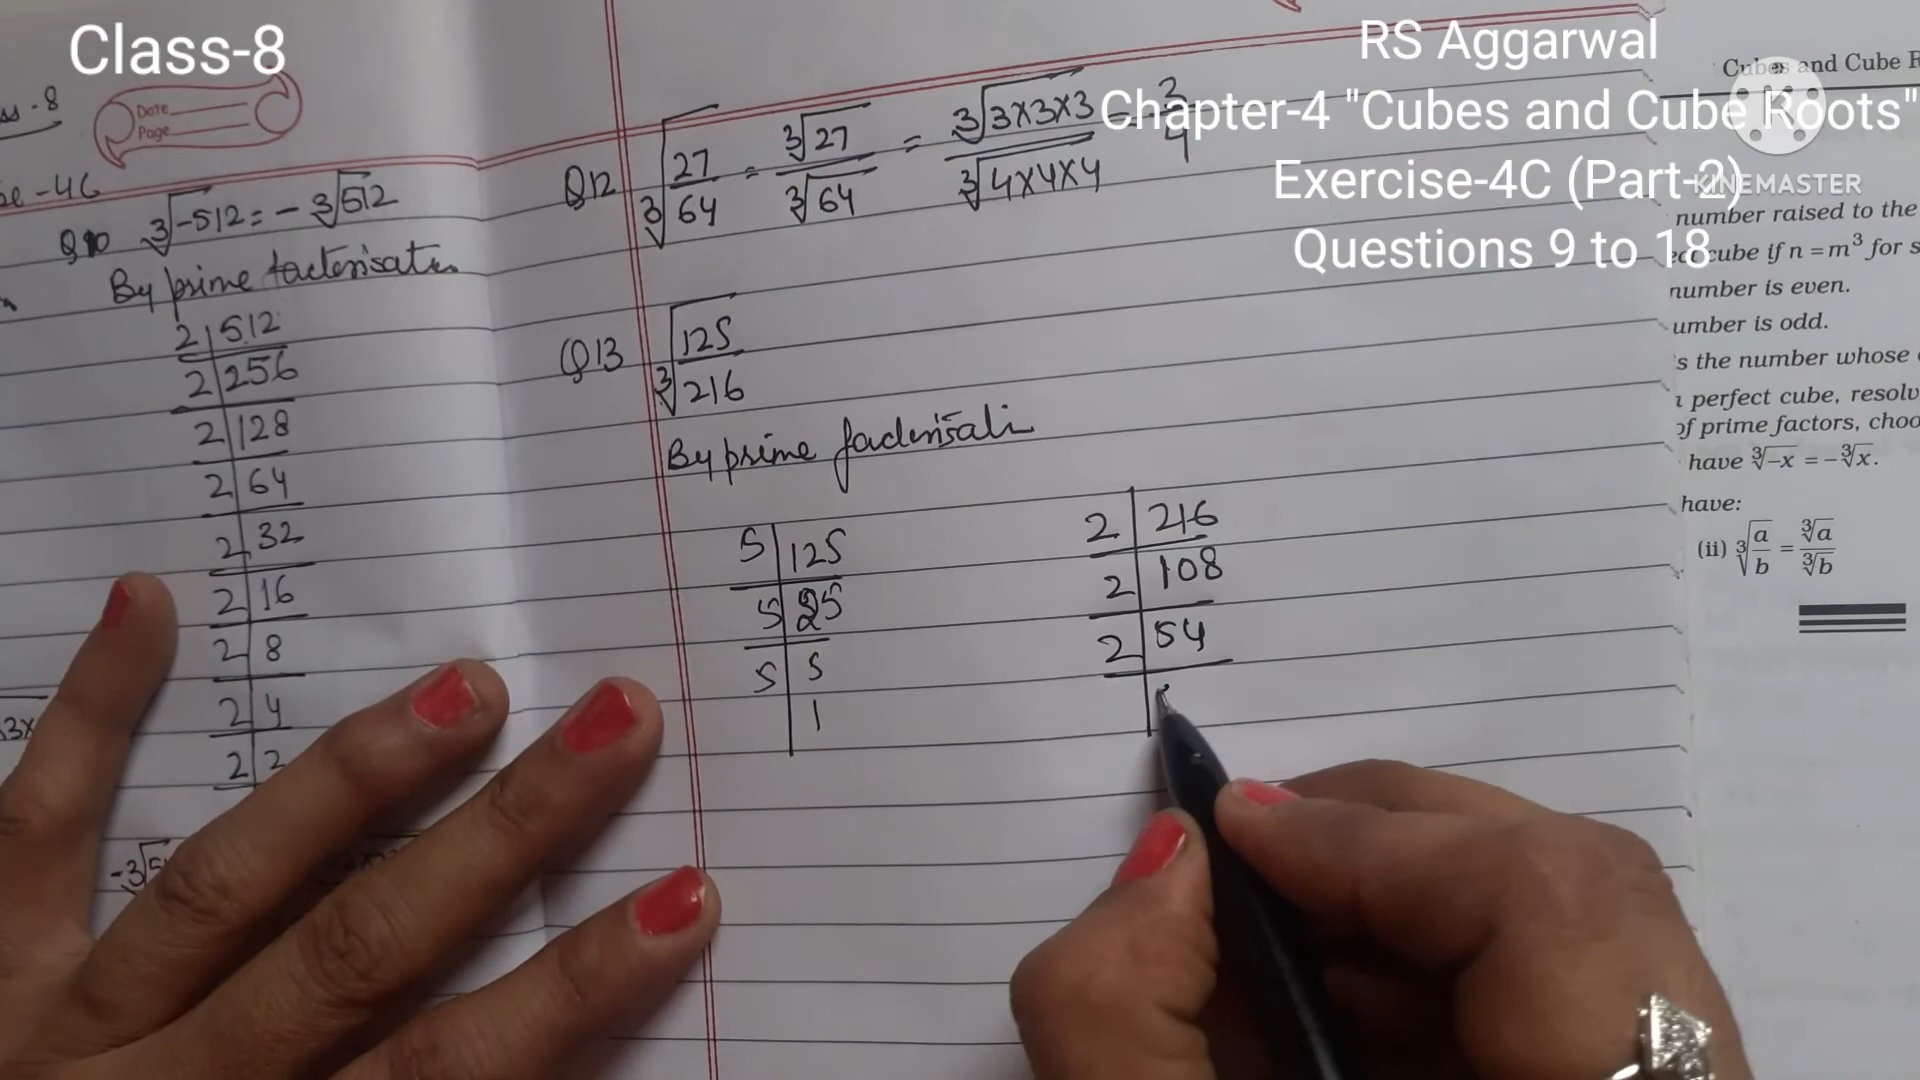 Class-8
RS Aggarwal
Chapter-4 "Cubes and Cube Roots"
Exercise-4C (Part-2)
Questions 9 to 18
KINEMASTER
Date
Page
Q10 ∛-512 = - ∛512
By prime factorisatn
2|512
2|256
2|128
2|64
2|32
2|16
2|8
2|4
2|2
Q12 ∛27/64 = ∛27/∛64 = ∛3×3×3/∛4×4×4 = 3/4
Q13 ∛125/216
By prime factorisati
5|125
5|25
5|5
1
2|216
2|108
2|54
Cubes and Cube R
number raised to the
cube if n = m³ for s
number is even.
umber is odd.
s the number whose
perfect cube, resolv
of prime factors, choo
have ∛-x = -∛x.
have:
(ii) ∛a/b = ∛a/∛b